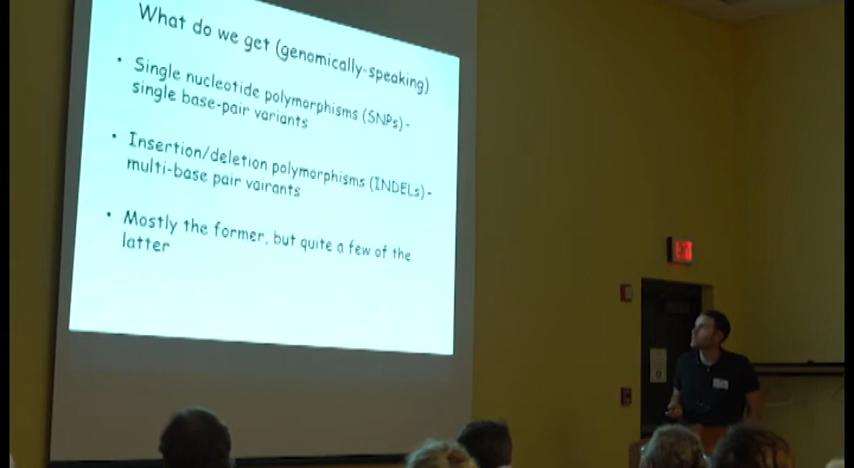 What do we get (genomically-speaking)
• Single nucleotide polymorphisms (SNPs)-
single base-pair variants
• Insertion/deletion polymorphisms (INDELs)-
multi-base pair vairants
• Mostly the former, but quite a few of the
latter